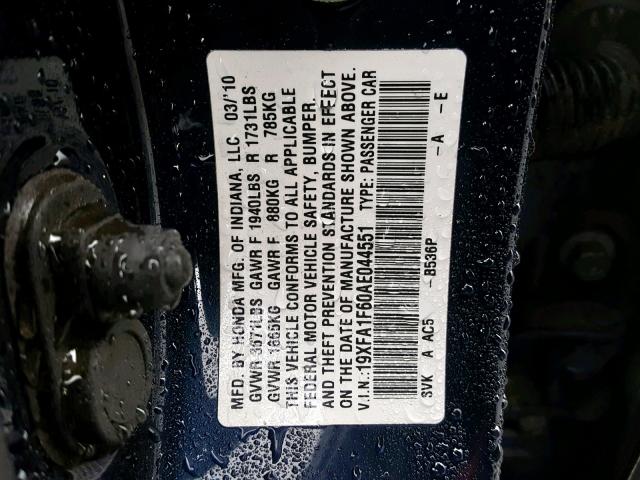 MFD. BY HONDA MFG. OF INDIANA, LLC. 03/'10
GVWR 3671LBS GAWR F 1940LBS R 1731LBS
GVWR 1665KG GAWR F 880KG R 785KG
THIS VEHICLE CONFORMS TO ALL APPLICABLE
FEDERAL MOTOR VEHICLE SAFETY, BUMPER,
AND THEFT PREVENTION STANDARDS IN EFFECT
ON THE DATE OF MANUFACTURE SHOWN ABOVE.
V.I.N.:19XFA1F60AE044551 TYPE: PASSENGER CAR
SVK A AC5 -B536P -A -E